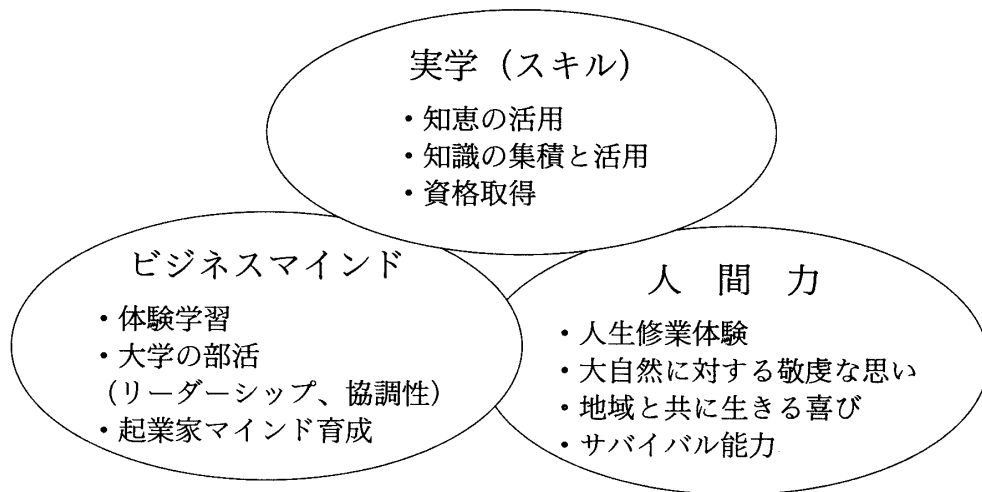 実学（スキル）
・知恵の活用
・知識の集積と活用
・資格取得
ビジネスマインド
・体験学習
・大学の部活
（リーダーシップ、協調性）
・起業家マインド育成
人　間　力
・人生修業体験
・大自然に対する敬虔な思い
・地域と共に生きる喜び
・サバイバル能力